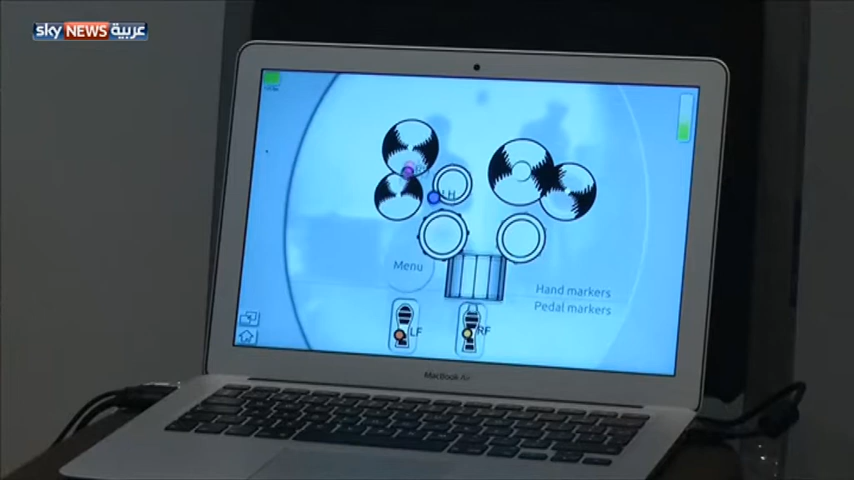 sky NEWS عربية
LH
Menu
Hand markers
Pedal markers
LF
RF
MacBook Air